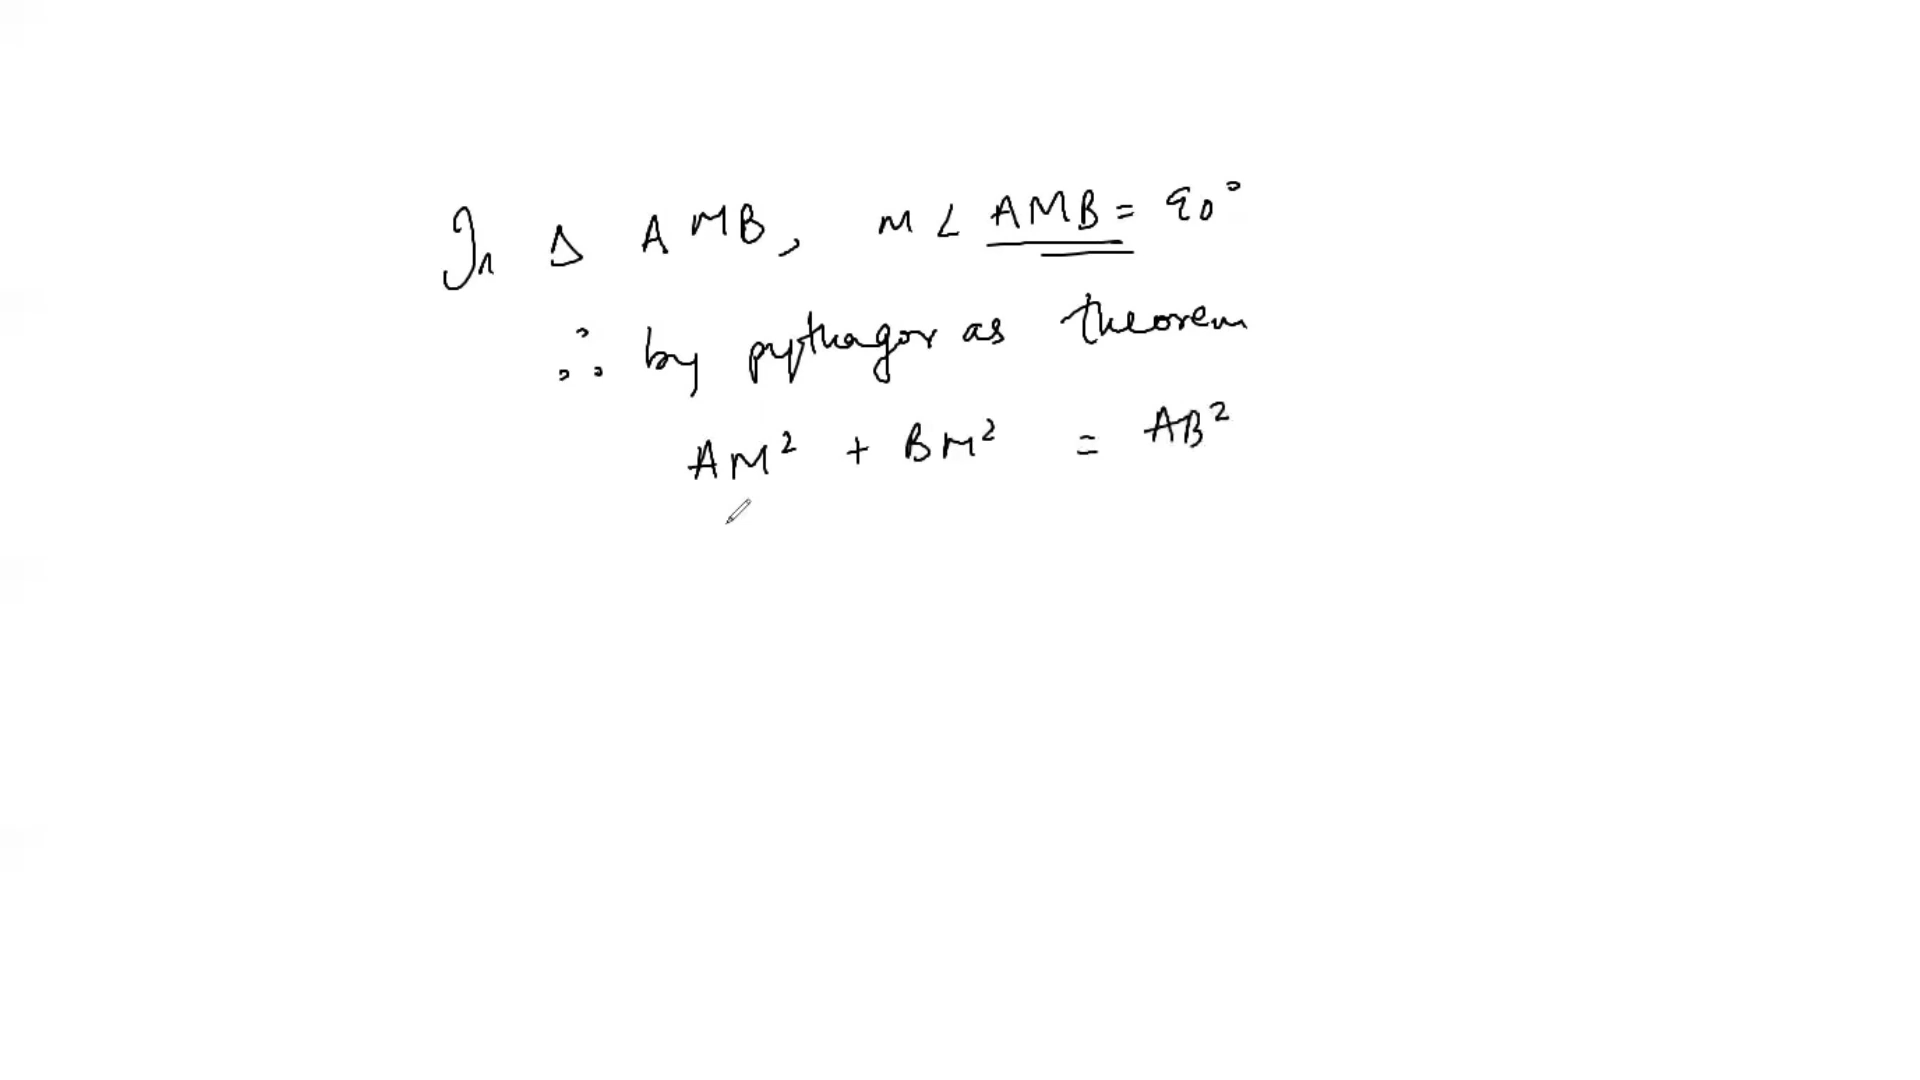 In Δ AMB, m∠AMB = 90°
∴ by pythagoras theorem
AM² + BM² = AB²